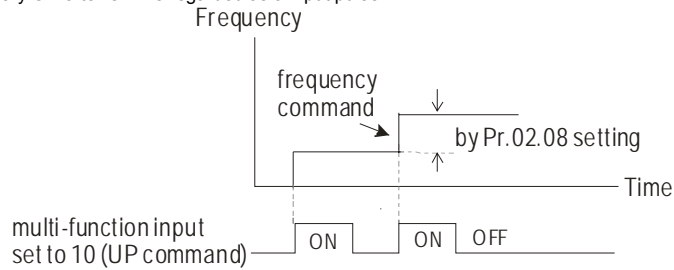 Frequency
frequency
command
by Pr.02.08 setting
Time
multi-function input
set to 10 (UP command)
ON
ON
OFF